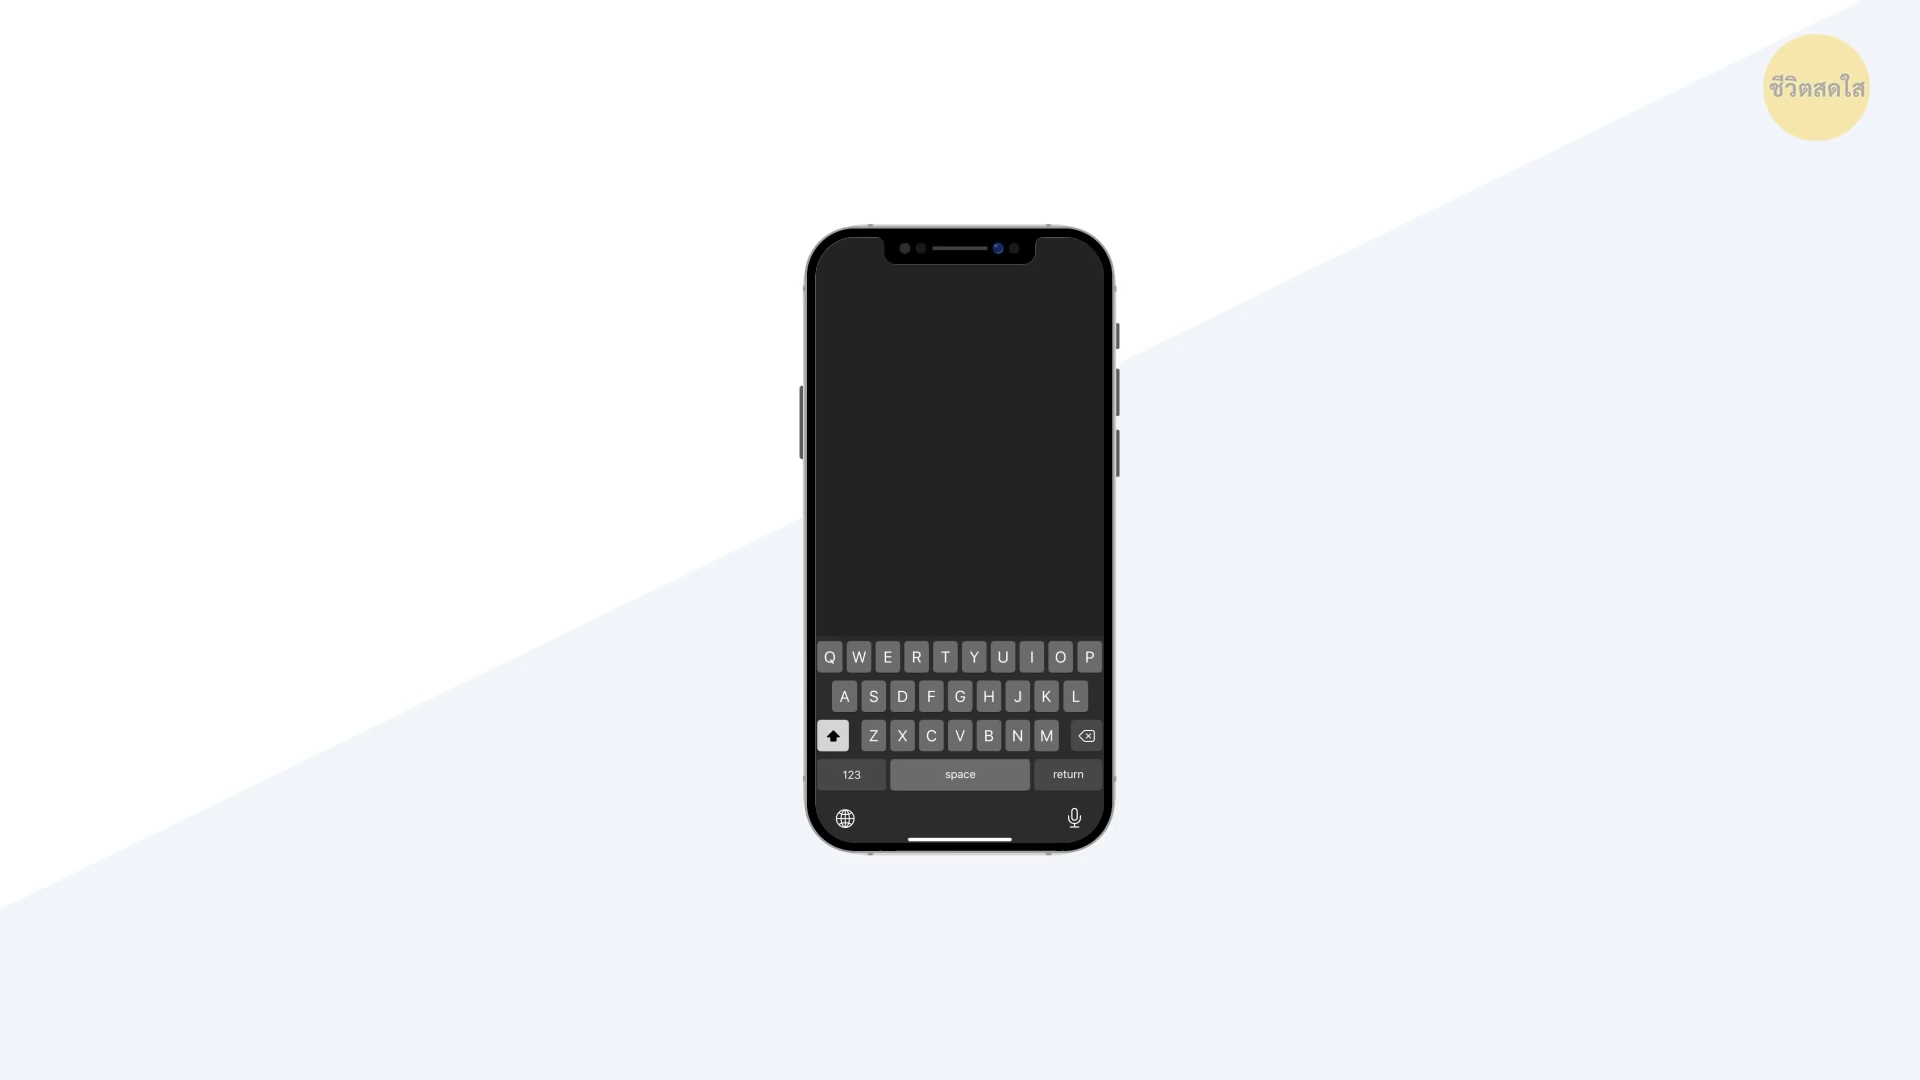 ชีวิตสดใส
Q W E R T Y U I O P
A S D F G H J K L
Z X C V B N M
123 space return